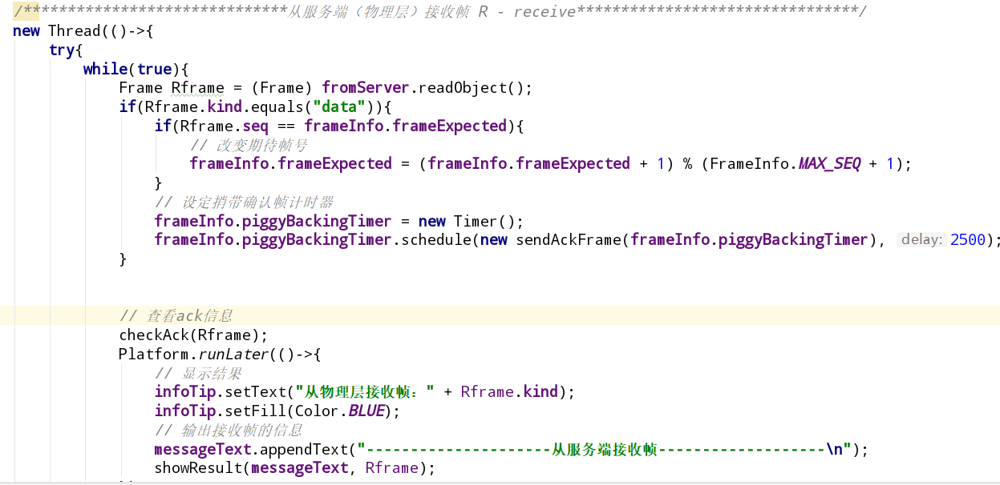 /******************************从服务端（物理层）接收帧 R - receive********************************/
new Thread(()->{
try{
while(true){
Frame Rframe = (Frame) fromServer.readObject();
if(Rframe.kind.equals("data")){
if(Rframe.seq == frameInfo.frameExpected){
// 改变期待帧号
frameInfo.frameExpected = (frameInfo.frameExpected + 1) % (FrameInfo.MAX_SEQ + 1);
}
// 设定捎带确认帧计时器
frameInfo.piggyBackingTimer = new Timer();
frameInfo.piggyBackingTimer.schedule(new sendAckFrame(frameInfo.piggyBackingTimer), delay: 2500);
}
// 查看ack信息
checkAck(Rframe);
Platform.runLater(()->{
// 显示结果
infoTip.setText("从物理层接收帧：" + Rframe.kind);
infoTip.setFill(Color.BLUE);
// 输出接收帧的信息
messageText.appendText("---------------------从服务端接收帧-------------------\n");
showResult(messageText, Rframe);